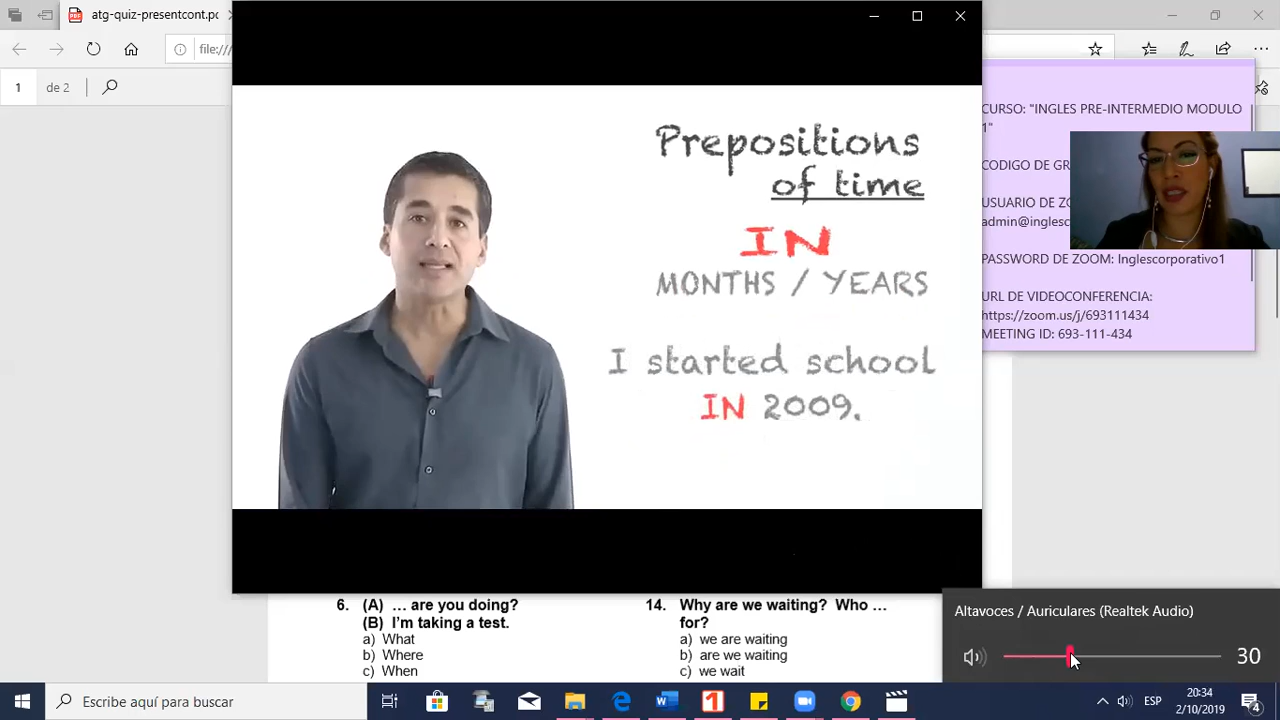 atg-quiz-presentcont.pc
file://
1
de 2
Prepositions
of time
IN
MONTHS / YEARS
I started school
IN 2009.
CURSO: "INGLES PRE-INTERMEDIO MODULO
1"
CODIGO DE GR
USUARIO DE ZO
admin@inglesc
PASSWORD DE ZOOM: Inglescorporativo1
URL DE VIDEOCONFERENCIA:
https://zoom.us/j/693111434
MEETING ID: 693-111-434
6. (A) … are you doing?
(B) I'm taking a test.
a) What
b) Where
c) When
14. Why are we waiting? Who …
for?
a) we are waiting
b) are we waiting
c) we wait
Altavoces / Auriculares (Realtek Audio)
30
Escribe aquí para buscar
ESP
20:34
2/10/2019
4